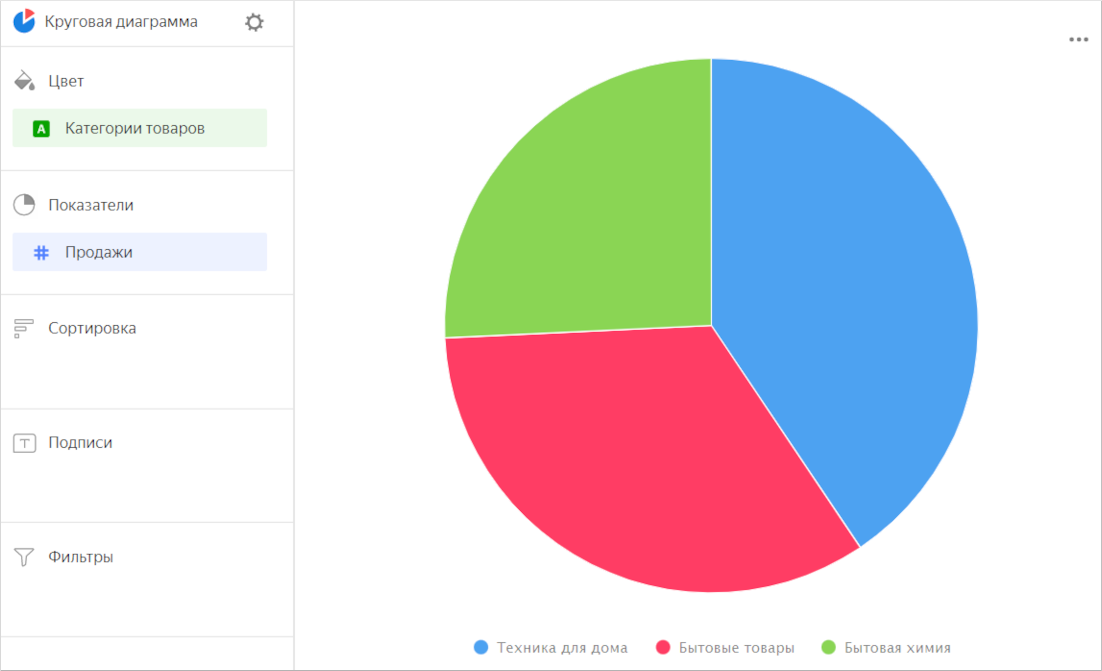 Круговая диаграмма
Цвет
A Категории товаров
Показатели
# Продажи
Сортировка
T Подписи
Фильтры
Техника для дома Бытовые товары Бытовая химия